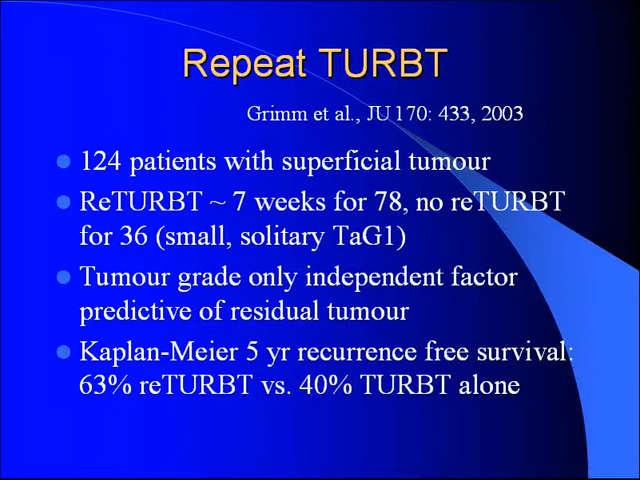 Repeat TURBT
Grimm et al., JU 170: 433, 2003
124 patients with superficial tumour
ReTURBT ~ 7 weeks for 78, no reTURBT
for 36 (small, solitary TaG1)
Tumour grade only independent factor
predictive of residual tumour
Kaplan-Meier 5 yr recurrence free survival:
63% reTURBT vs. 40% TURBT alone